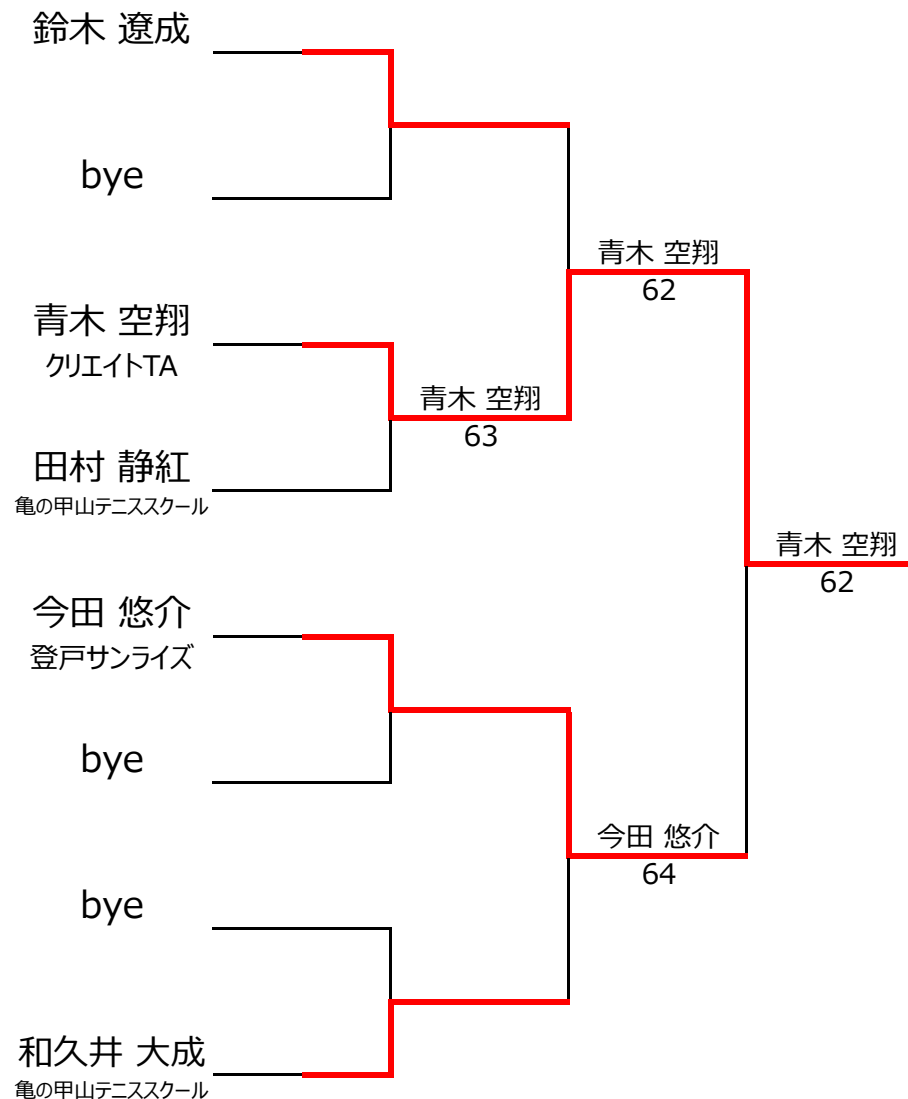 鈴木 遼成
bye
青木 空翔
62
青木 空翔
クリエイトTA
青木 空翔
63
田村 静紅
亀の甲山テニススクール
青木 空翔
62
今田 悠介
登戸サンライズ
bye
今田 悠介
64
bye
和久井 大成
亀の甲山テニススクール